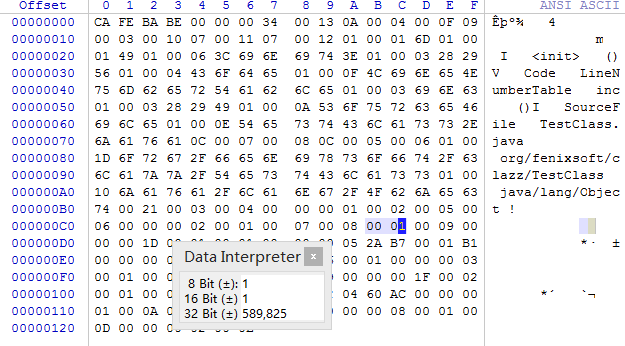 Offset 0 1 2 3 4 5 6 7 8 9 A B C D E F ANSI ASCII
00000000 CA FE BA BE 00 00 00 34 00 13 0A 00 04 00 0F 09 Êþº¾ 4
00000010 00 03 00 10 07 00 11 07 00 12 01 00 01 6D 01 00 m
00000020 01 49 01 00 06 3C 69 6E 69 74 3E 01 00 03 28 29 I <init> ()
00000030 56 01 00 04 43 6F 64 65 01 00 0F 4C 69 6E 65 4E V Code LineN
00000040 75 6D 62 65 72 54 61 62 6C 65 01 00 03 69 6E 63 umberTable inc
00000050 01 00 03 28 29 49 01 00 0A 53 6F 75 72 63 65 46 ()I SourceF
00000060 69 6C 65 01 00 0E 54 65 73 74 43 6C 61 73 73 2E ile TestClass.
00000070 6A 61 76 61 0C 00 07 00 08 0C 00 05 00 06 01 00 java
00000080 1D 6F 72 67 2F 66 65 6E 69 78 73 6F 66 74 2F 63 org/fenixsoft/c
00000090 6C 61 7A 7A 2F 54 65 73 74 43 6C 61 73 73 01 00 lazz/TestClass
000000A0 10 6A 61 76 61 2F 6C 61 6E 67 2F 4F 62 6A 65 63 java/lang/Objec
000000B0 74 00 21 00 03 00 04 00 00 00 01 00 02 00 05 00 t !
000000C0 06 00 00 00 02 00 01 00 07 00 08 00 01 00 09 00
000000D0 00 00 1D 05 2A B7 00 01 B1 *· ±
000000E0 00 00 00 01 00 00 00 03
000000F0 00 01 00 00 00 00 1F 00 02
00000100 00 01 00 04 60 AC 00 00 00 *´ `¬
00000110 01 00 0A 00 00 08 00 01 00
00000120 0D 00 00
Data Interpreter x
8 Bit (±): 1
16 Bit (±) 1
32 Bit (±) 589,825